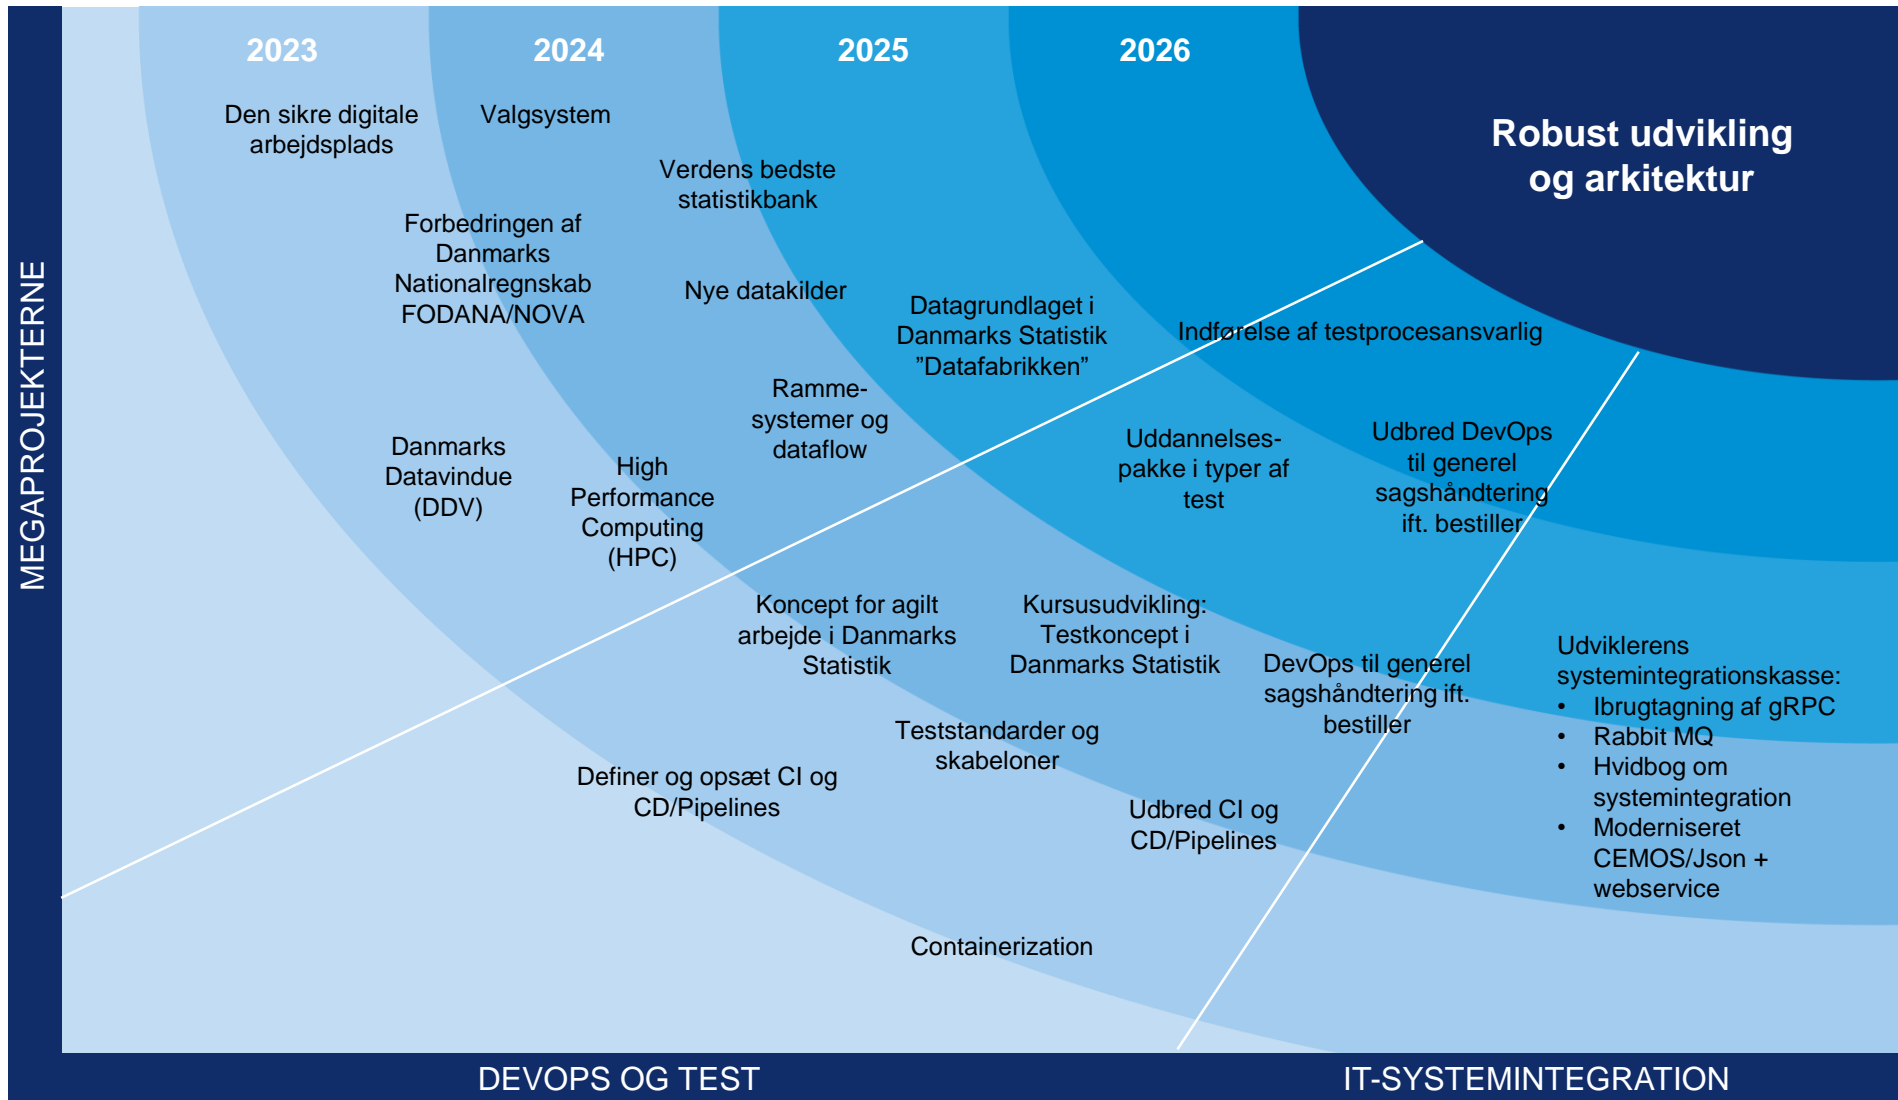 2023
2024
2025
2026
Robust udvikling
og arkitektur
MEGAPROJEKTERNE
Den sikre digitale
arbejdsplads
Valgsystem
Verdens bedste
statistikbank
Forbedringen af
Danmarks
Nationalregnskab
FODANA/NOVA
Nye datakilder
Datagrundlaget i
Danmarks Statistik
”Datafabrikken”
Indførelse af testprocesansvarlig
Ramme-
systemer og
dataflow
Danmarks
Datavindue
(DDV)
High
Performance
Computing
(HPC)
Uddannelses-
pakke i typer af
test
Udbred DevOps
til generel
sagshåndtering
ift. bestiller
Koncept for agilt
arbejde i Danmarks
Statistik
Kursusudvikling:
Testkoncept i
Danmarks Statistik
DevOps til generel
sagshåndtering ift.
bestiller
Udviklerens
systemintegrationskasse:
• Ibrugtagning af gRPC
• Rabbit MQ
• Hvidbog om
systemintegration
• Moderniseret
CEMOS/Json +
webservice
Teststandarder og
skabeloner
Definer og opsæt CI og
CD/Pipelines
Udbred CI og
CD/Pipelines
Containerization
DEVOPS OG TEST
IT-SYSTEMINTEGRATION